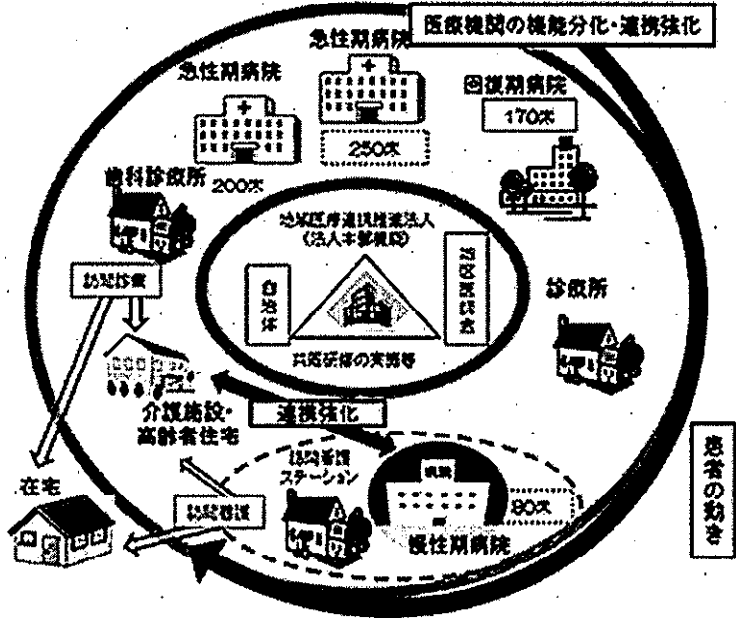 医療機関の機能分化・連携強化
急性期病院
急性期病院
回復期病院
170床
250床
200床
歯科診療所
地域医療連携推進法人
(法人本部機能)
自治体
共同研修の実施等
診療所
訪問診療
介護施設・
高齢者住宅
連携強化
訪問看護
ステーション
病院
80床
慢性期病院
在宅
訪問看護
患者の動き